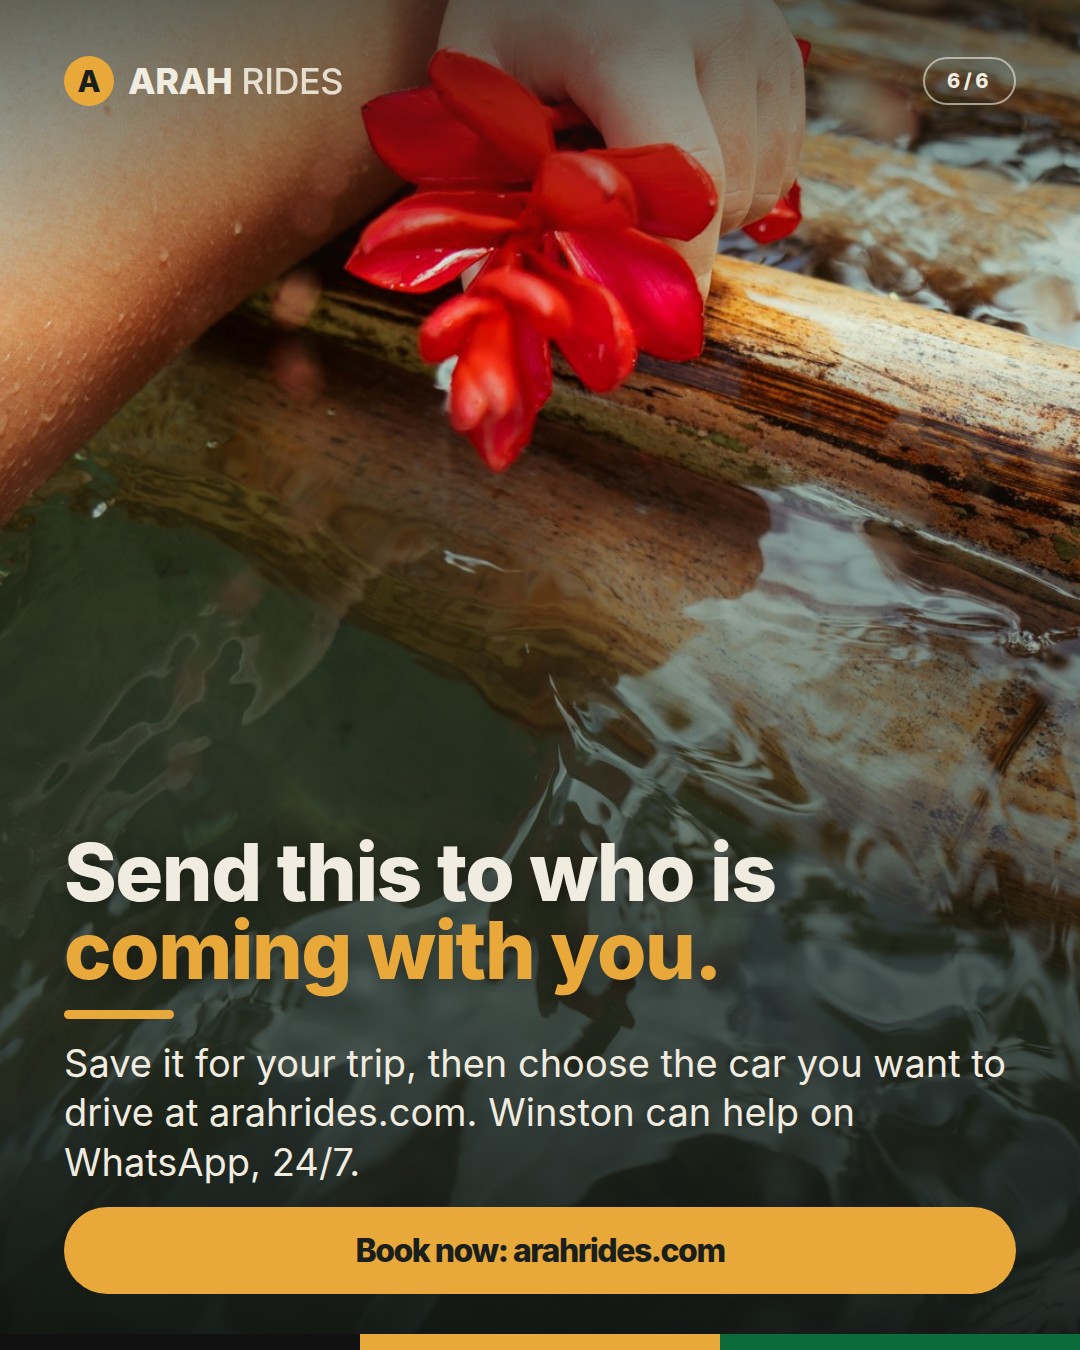 A ARAH RIDES
6/6
Send this to who is
coming with you.
Save it for your trip, then choose the car you want to
drive at arahrides.com. Winston can help on
WhatsApp, 24/7.
Book now: arahrides.com